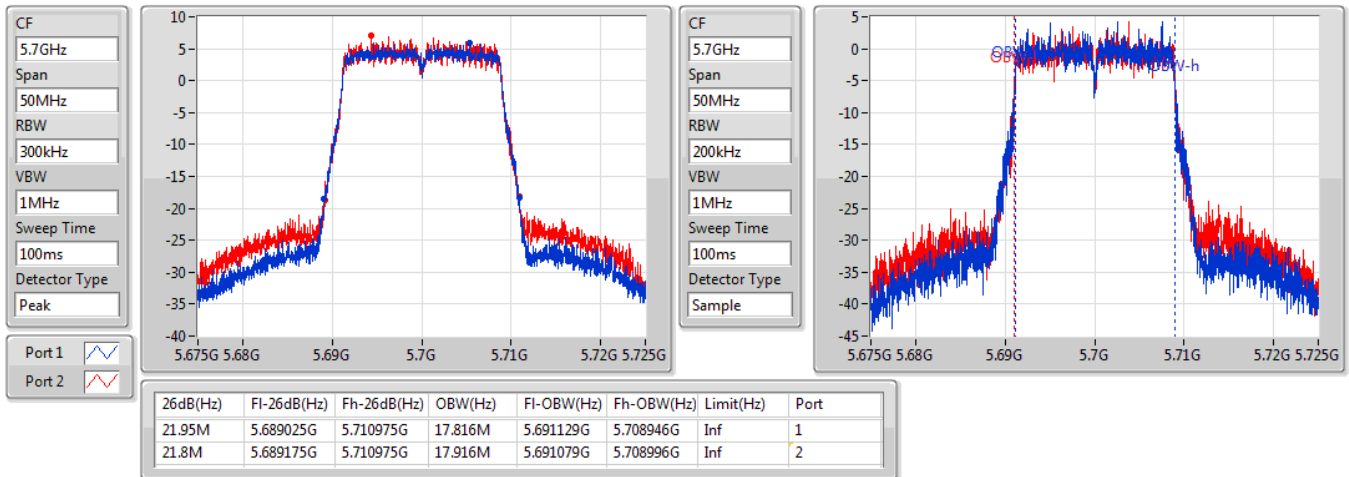 CF
5.7GHz
Span
50MHz
RBW
300kHz
VBW
1MHz
Sweep Time
100ms
Detector Type
Peak
Port 1
Port 2
10
5
0
-5
-10
-15
-20
-25
-30
-35
-40
5.675G 5.68G 5.69G 5.7G 5.71G 5.72G 5.725G
CF
5.7GHz
Span
50MHz
RBW
200kHz
VBW
1MHz
Sweep Time
100ms
Detector Type
Sample
5
0
-5
-10
-15
-20
-25
-30
-35
-40
-45
OBW-h
5.675G 5.68G 5.69G 5.7G 5.71G 5.72G 5.725G
26dB(Hz) Fl-26dB(Hz) Fh-26dB(Hz) OBW(Hz) Fl-OBW(Hz) Fh-OBW(Hz) Limit(Hz) Port
21.95M 5.689025G 5.710975G 17.816M 5.691129G 5.708946G Inf 1
21.8M 5.689175G 5.710975G 17.916M 5.691079G 5.708996G Inf 2